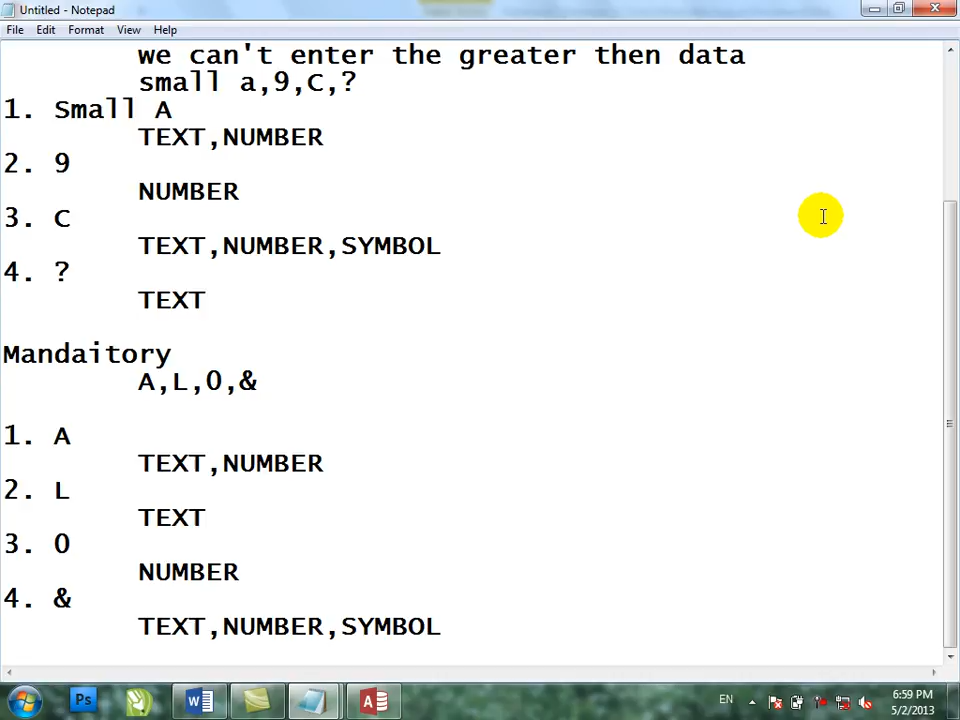 Untitled - Notepad
File Edit Format View Help
we can't enter the greater then data
small a,9,C,?
1. Small A
TEXT,NUMBER
2. 9
NUMBER
3. C
TEXT,NUMBER,SYMBOL
4. ?
TEXT
Mandaitory
A,L,0,&
1. A
TEXT,NUMBER
2. L
TEXT
3. 0
NUMBER
4. &
TEXT,NUMBER,SYMBOL
Ps
W
A
EN
6:59 PM
5/2/2013